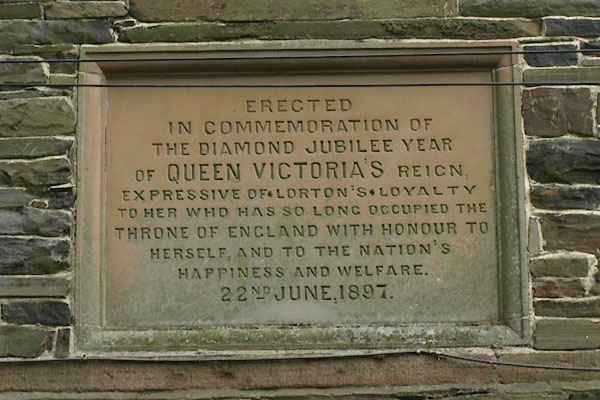 ERECTED
IN COMMEMORATION OF
THE DIAMOND JUBILEE YEAR
OF QUEEN VICTORIA'S REIGN,
EXPRESSIVE OF·LORTON'S·LOYALTY
TO HER WHO HAS SO LONG OCCUPIED THE
THRONE OF ENGLAND WITH HONOUR TO
HERSELF, AND TO THE NATION'S
HAPPINESS AND WELFARE.
22ND JUNE, 1897.